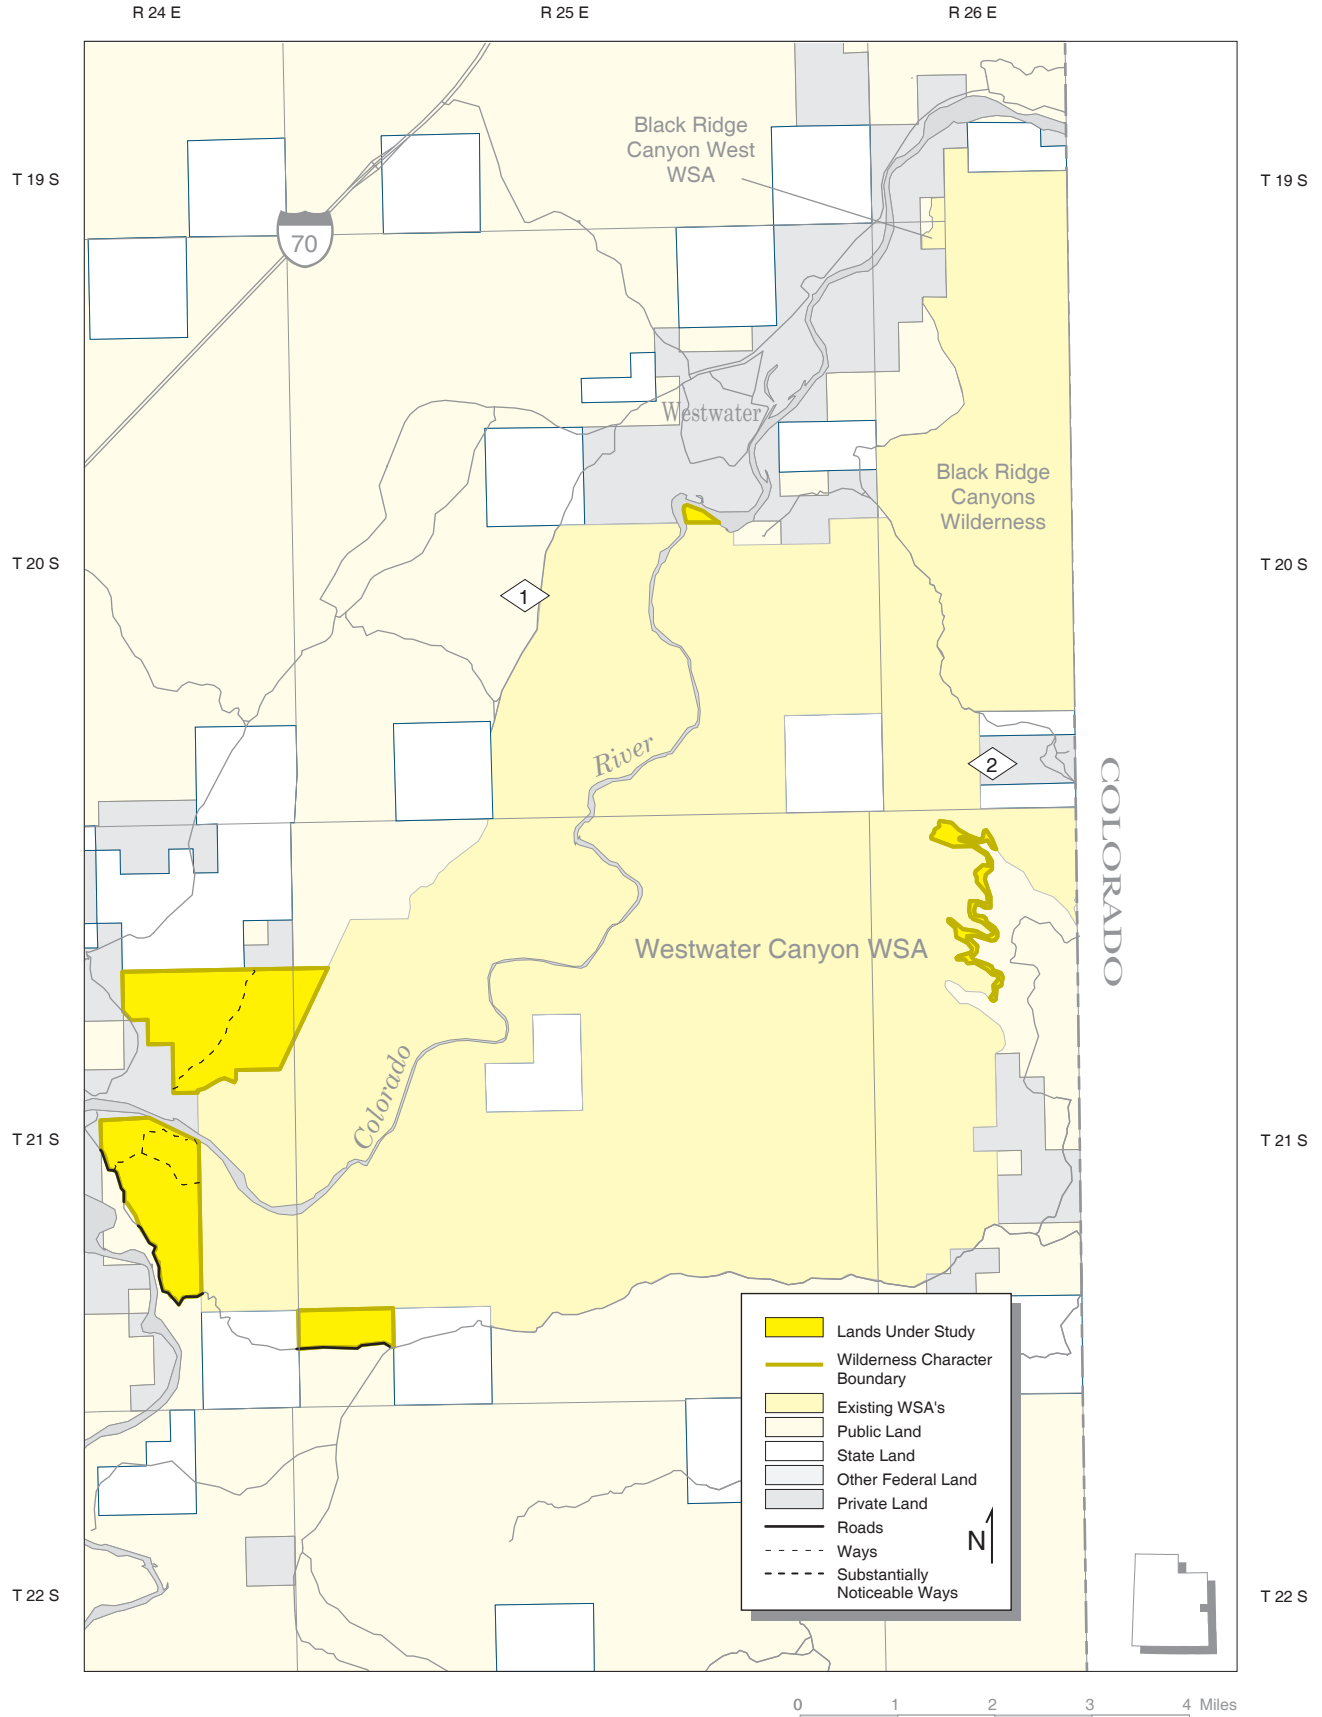 R 24 E
R 25 E
R 26 E
Black Ridge
Canyon West
WSA
T 19 S
T 19 S
70
Westwater
Black Ridge
Canyons
Wilderness
T 20 S
T 20 S
1
River
2
COLORADO
Westwater Canyon WSA
Colorado
T 21 S
T 21 S
Lands Under Study
Wilderness Character
Boundary
Existing WSA's
Public Land
State Land
Other Federal Land
Private Land
Roads
N
Ways
Substantially
Noticeable Ways
T 22 S
T 22 S
0 1 2 3 4 Miles